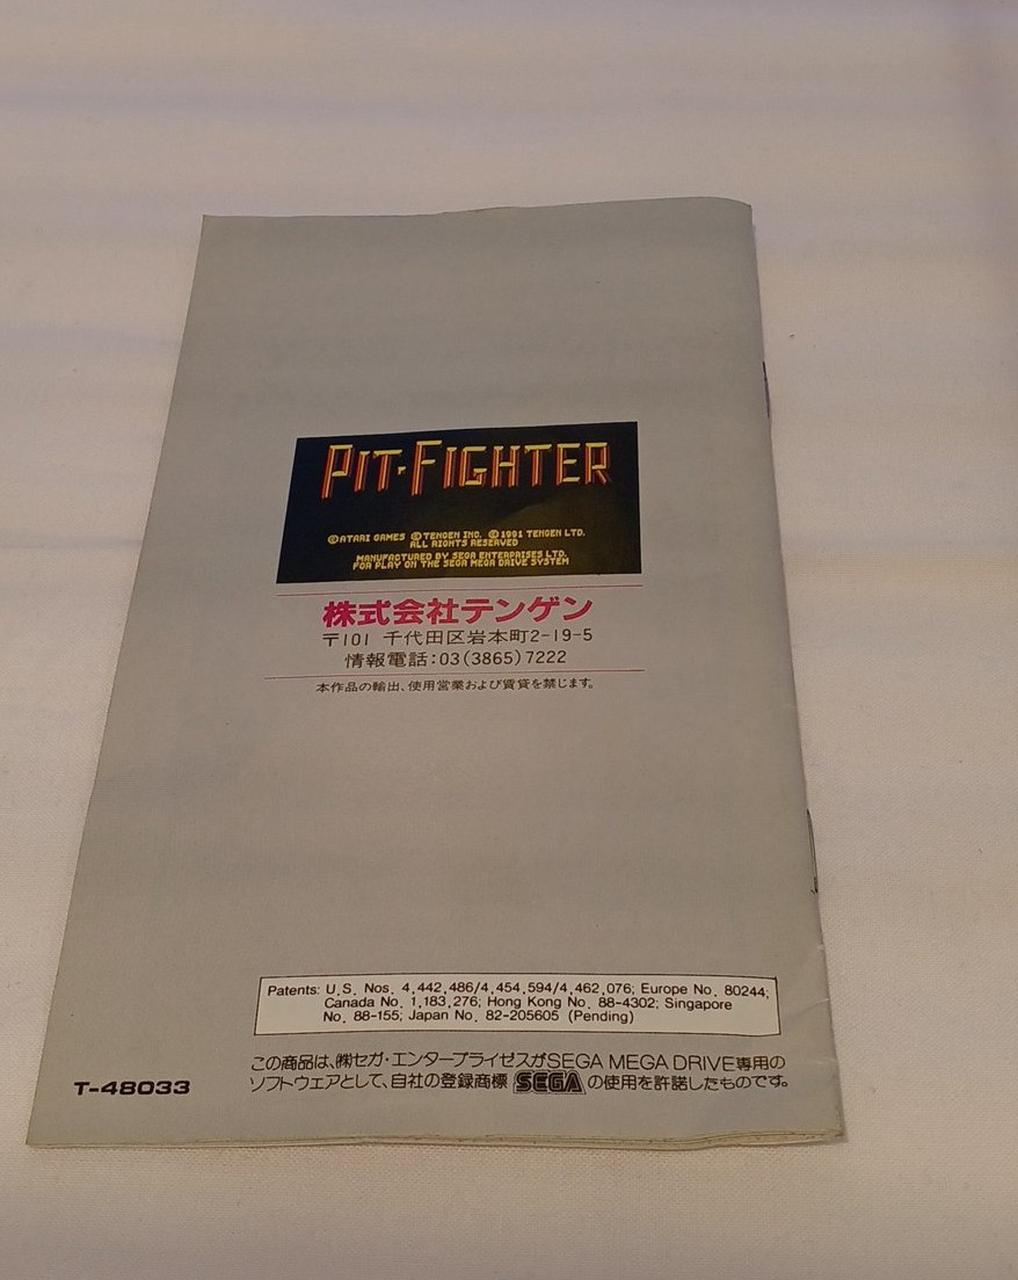 PIT-FIGHTER
©ATARI GAMES ©TENGEN INC. ©1991 TENGEN LTD.
ALL RIGHTS RESERVED
MANUFACTURED BY SEGA ENTERPRISES LTD.
FOR PLAY ON THE SEGA MEGA DRIVE SYSTEM
株式会社テンゲン
〒101 千代田区岩本町2-19-5
情報電話:03(3865)7222
本作品の輸出、使用営業および賃貸を禁じます。
Patents: U.S. Nos. 4,442,486/4,454,594/4,462,076; Europe No. 80244;
Canada No. 1,183,276; Hong Kong No. 88-4302; Singapore
No. 88-155; Japan No. 82-205605 (Pending)
この商品は、㈱セガ・エンタープライゼスがSEGA MEGA DRIVE専用の
ソフトウェアとして、自社の登録商標 SEGA の使用を許諾したものです。
T-48033